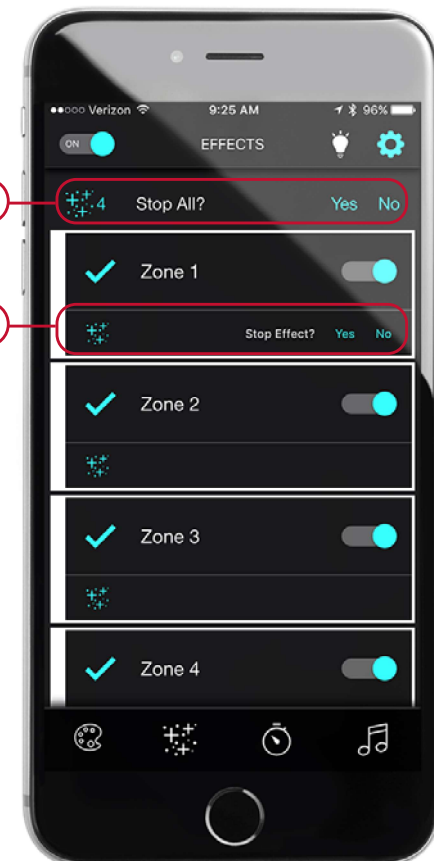 Verizon 9:25 AM 96%
ON EFFECTS
4 Stop All? Yes No
Zone 1
Stop Effect? Yes No
Zone 2
Zone 3
Zone 4